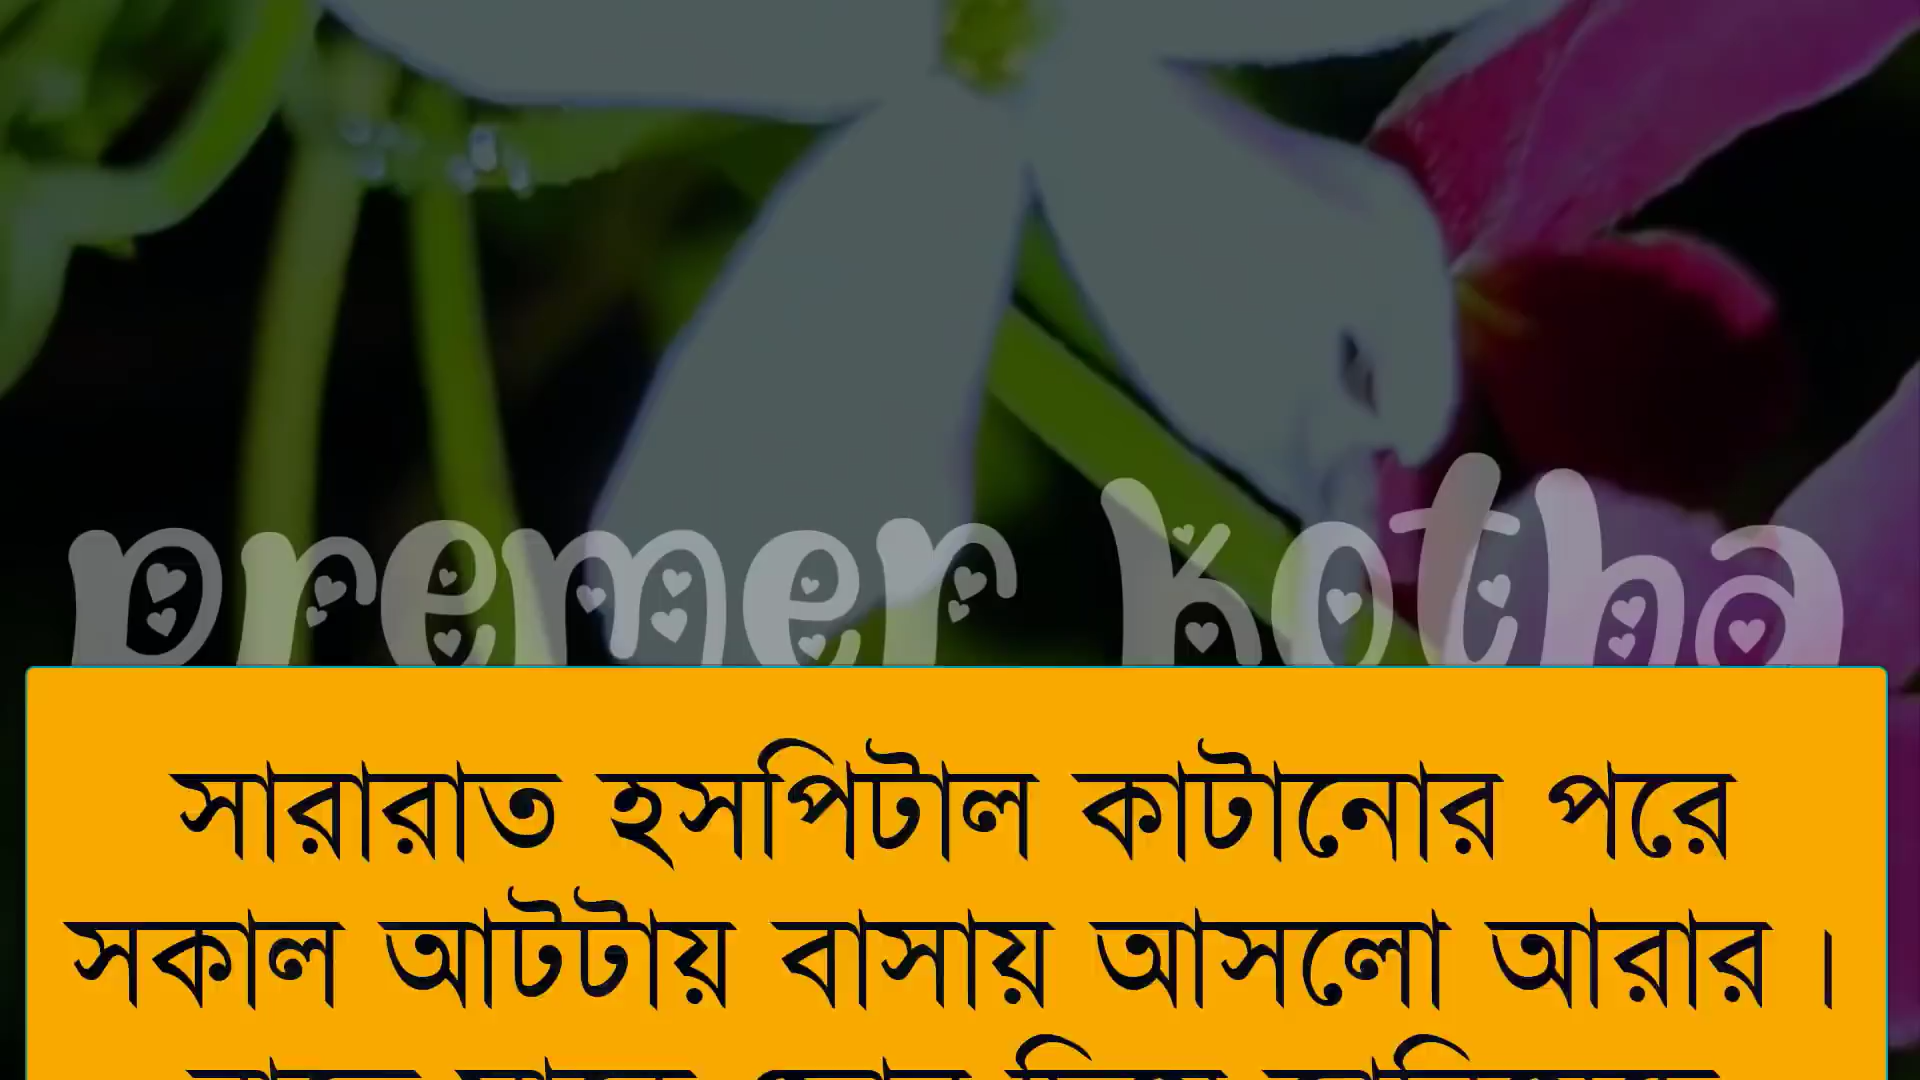 premer kotha
সারারাত হসপিটাল কাটানোর পরে
সকাল আটটায় বাসায় আসলো আরার ।